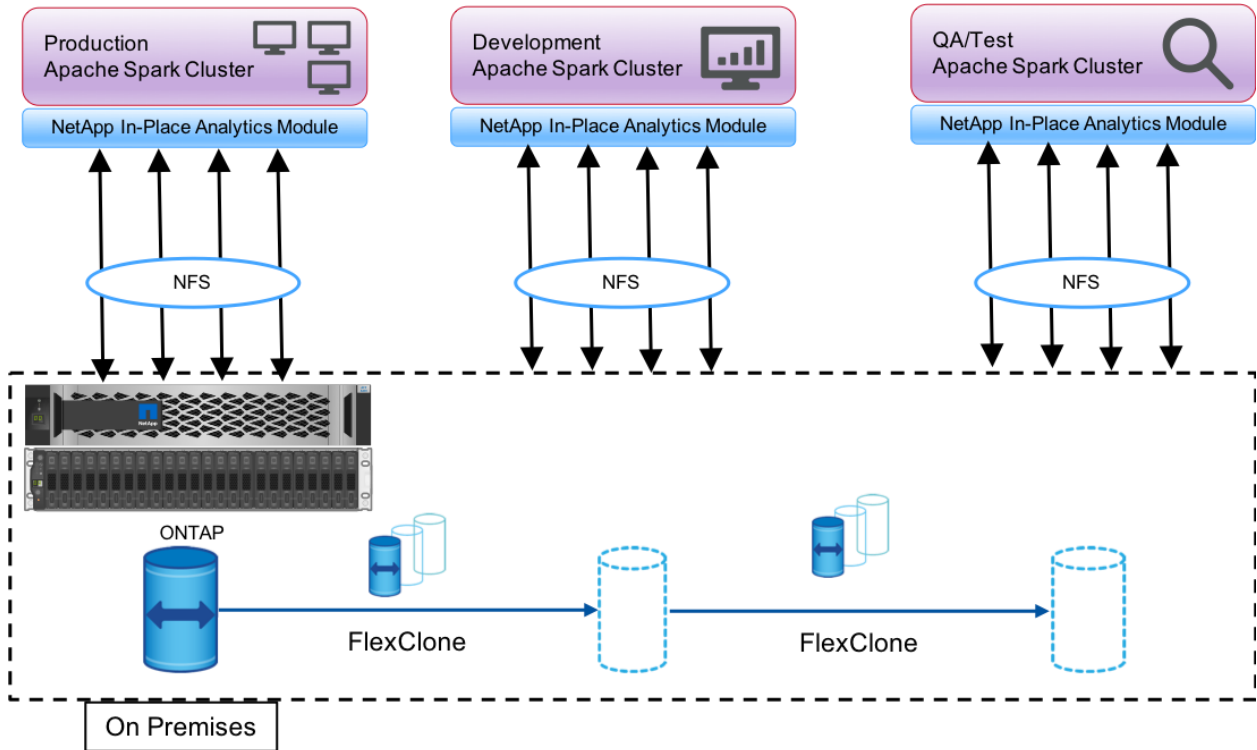 Production
Apache Spark Cluster
Development
Apache Spark Cluster
QA/Test
Apache Spark Cluster
NetApp In-Place Analytics Module
NetApp In-Place Analytics Module
NetApp In-Place Analytics Module
NFS
NFS
NFS
NetApp
ONTAP
FlexClone
FlexClone
On Premises